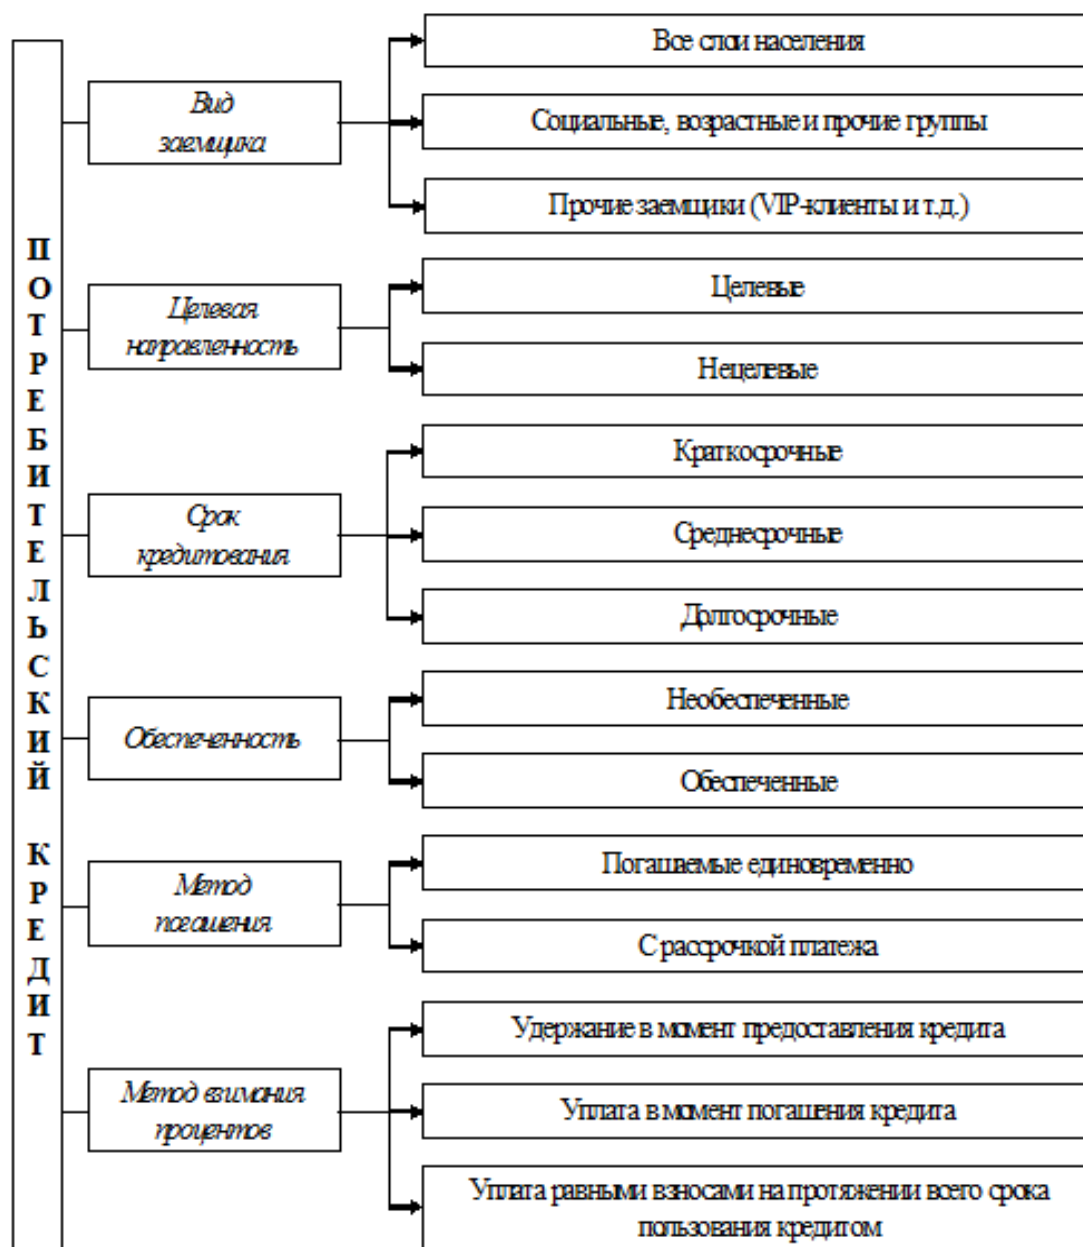 ПОТРЕБИТЕЛЬСКИЙ КРЕДИТ
Вид
заемщика
Все слои населения
Социальные, возрастные и прочие группы
Прочие заемщики (VIP-клиенты и т.д.)
Целевая
направленность
Целевые
Нецелевые
Срок
кредитования
Краткосрочные
Среднесрочные
Долгосрочные
Обеспеченность
Необеспеченные
Обеспеченные
Метод
погашения
Погашаемые единовременно
С рассрочкой платежа
Метод взимания
процентов
Удержание в момент предоставления кредита
Уплата в момент погашения кредита
Уплата равными взносами на протяжении всего срока
пользования кредитом